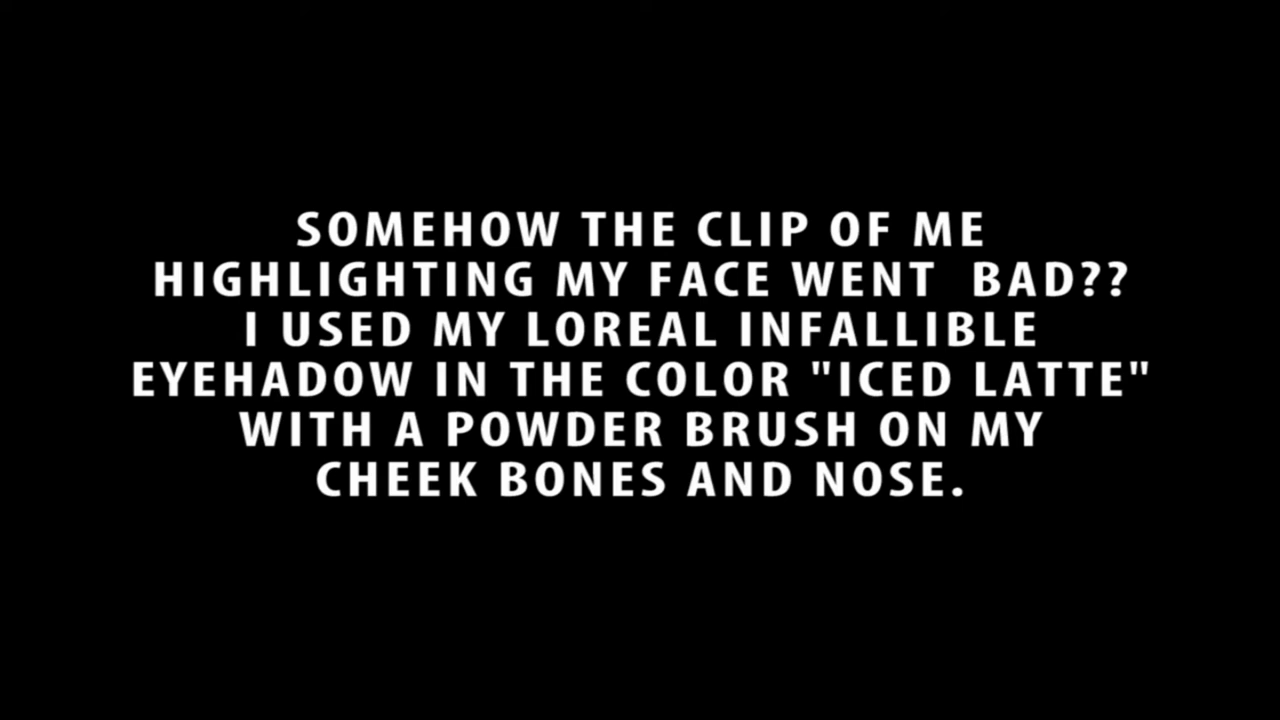 SOMEHOW THE CLIP OF ME
HIGHLIGHTING MY FACE WENT  BAD??
I USED MY LOREAL INFALLIBLE
EYEHADOW IN THE COLOR "ICED LATTE"
WITH A POWDER BRUSH ON MY
CHEEK BONES AND NOSE.